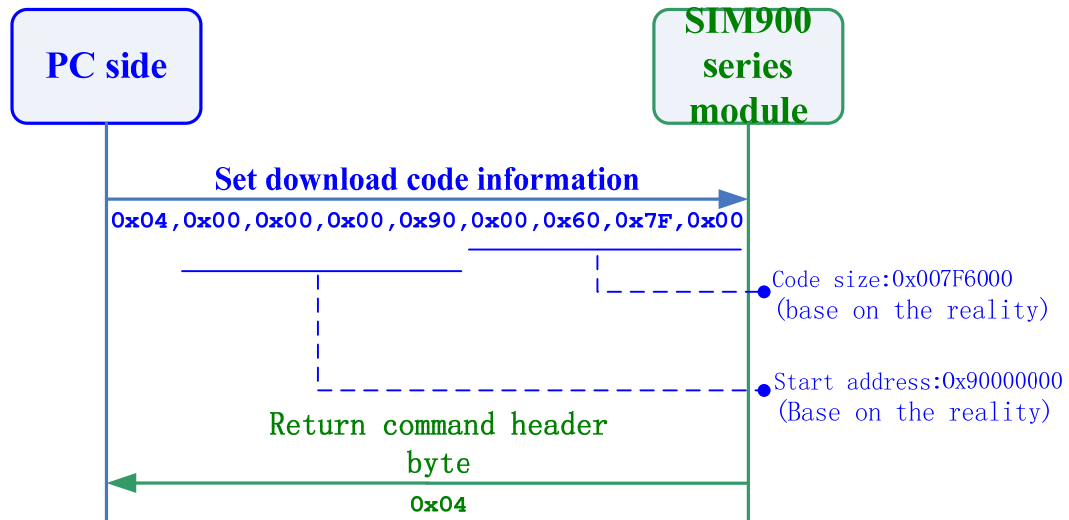 PC side
SIM900
series
module
Set download code information
0x04,0x00,0x00,0x00,0x90,0x00,0x60,0x7F,0x00
Code size:0x007F6000
(base on the reality)
Start address:0x90000000
(Base on the reality)
Return command header
byte
0x04